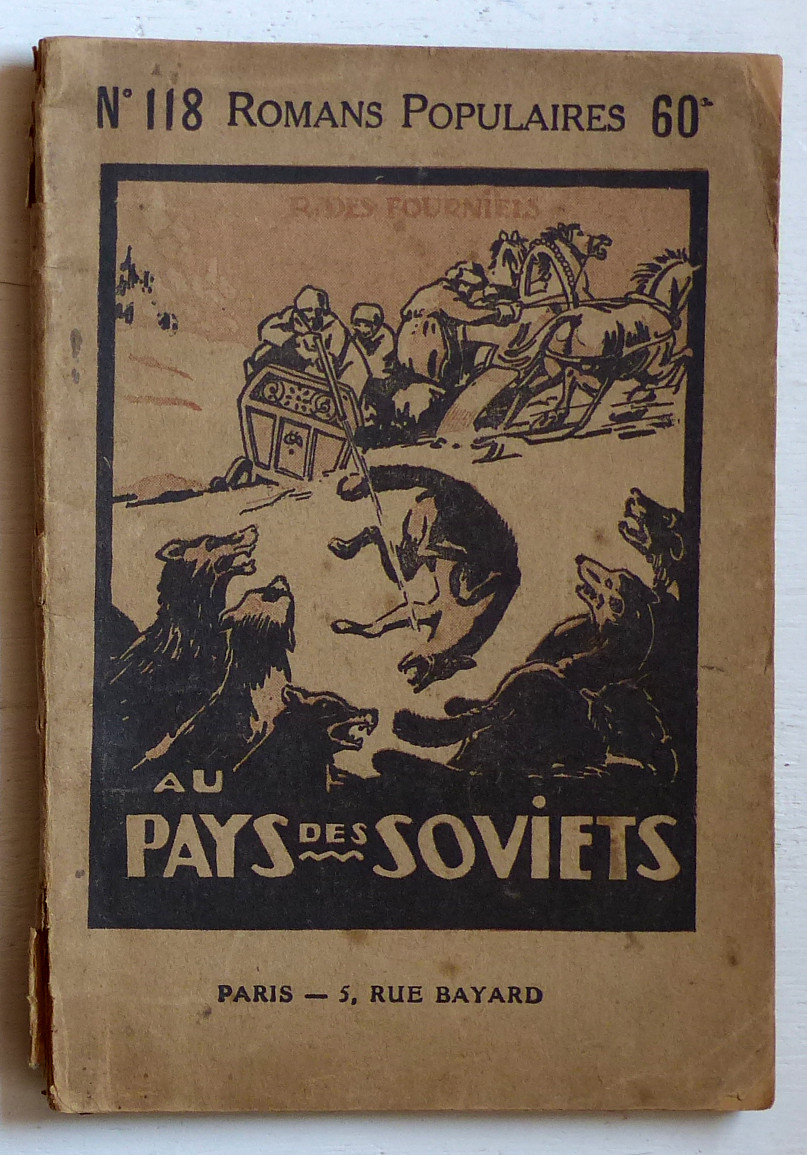 N° 118 ROMANS POPULAIRES 60c
R. DES FOURNIELS
AU
PAYS DES SOVIETS
PARIS — 5, RUE BAYARD